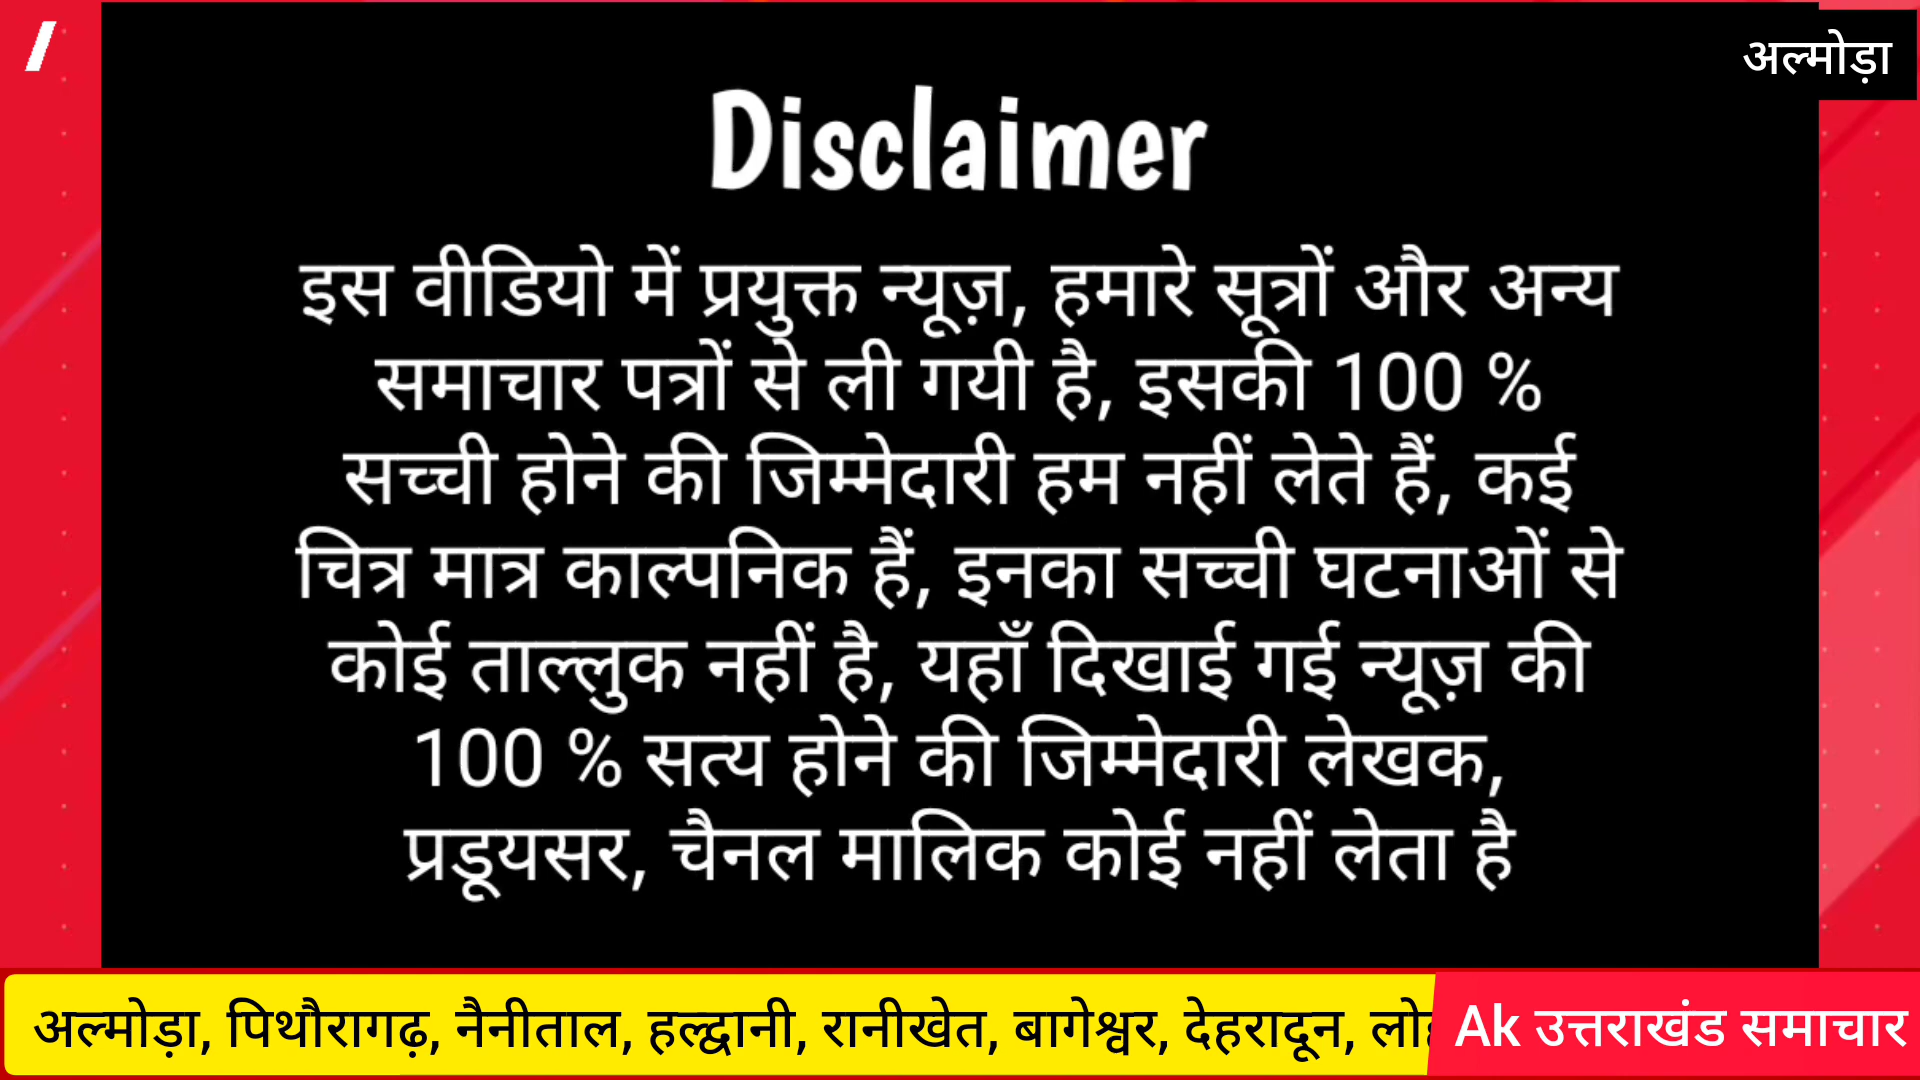 अल्मोड़ा
Disclaimer
इस वीडियो में प्रयुक्त न्यूज़, हमारे सूत्रों और अन्य
समाचार पत्रों से ली गयी है, इसकी 100 %
सच्ची होने की जिम्मेदारी हम नहीं लेते हैं, कई
चित्र मात्र काल्पनिक हैं, इनका सच्ची घटनाओं से
कोई ताल्लुक नहीं है, यहाँ दिखाई गई न्यूज़ की
100 % सत्य होने की जिम्मेदारी लेखक,
प्रड्यूसर, चैनल मालिक कोई नहीं लेता है
अल्मोड़ा, पिथौरागढ़, नैनीताल, हल्द्वानी, रानीखेत, बागेश्वर, देहरादून,
Ak उत्तराखंड समाचार